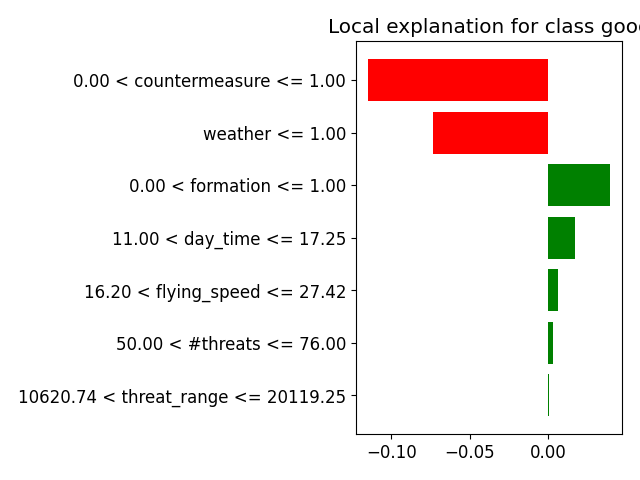 Local explanation for class goo
0.00 < countermeasure <= 1.00
weather <= 1.00
0.00 < formation <= 1.00
11.00 < day_time <= 17.25
16.20 < flying_speed <= 27.42
50.00 < #threats <= 76.00
10620.74 < threat_range <= 20119.25
−0.10 −0.05 0.00